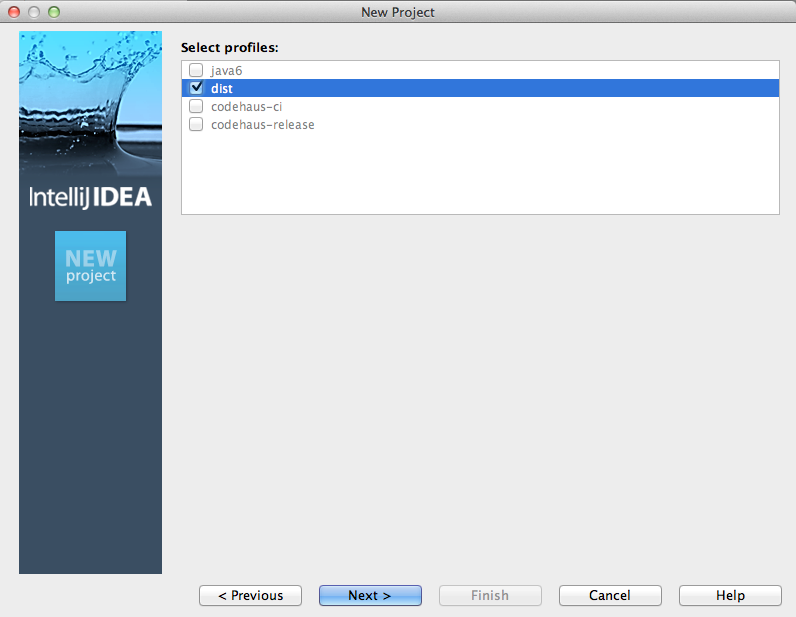 New Project
Select profiles:
java6
dist
codehaus-ci
codehaus-release
IntelliJ IDEA
NEW
project
< Previous
Next >
Finish
Cancel
Help